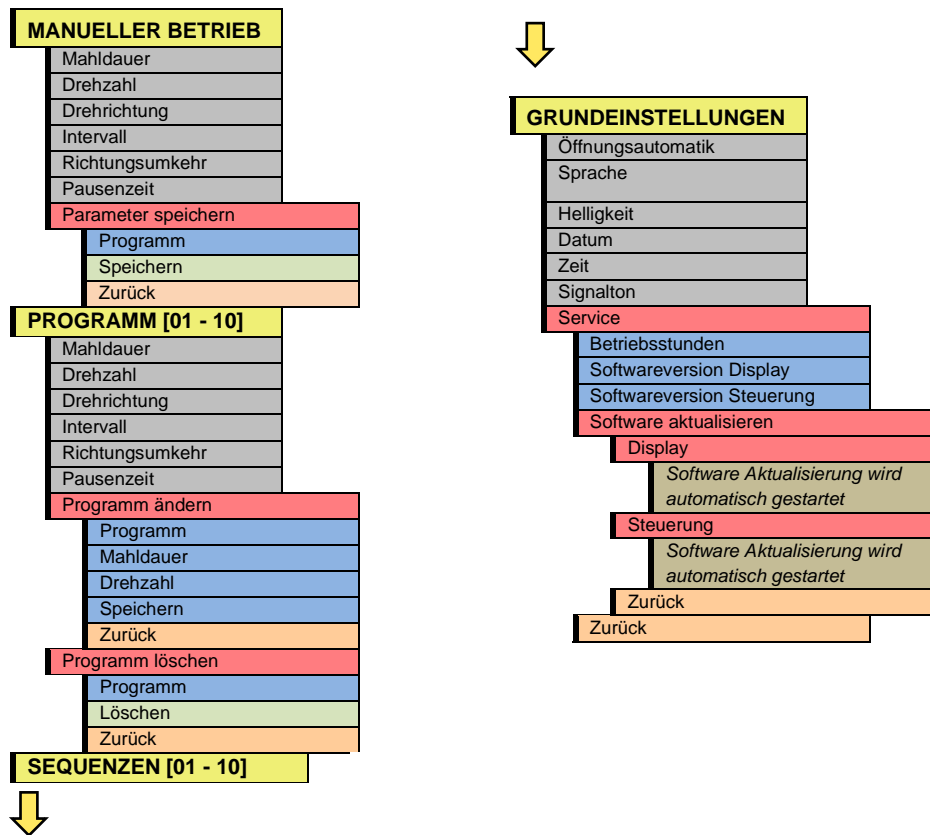 MANUELLER BETRIEB
Mahldauer
Drehzahl
Drehrichtung
Intervall
Richtungsumkehr
Pausenzeit
Parameter speichern
Programm
Speichern
Zurück
PROGRAMM [01 - 10]
Mahldauer
Drehzahl
Drehrichtung
Intervall
Richtungsumkehr
Pausenzeit
Programm ändern
Programm
Mahldauer
Drehzahl
Speichern
Zurück
Programm löschen
Programm
Löschen
Zurück
SEQUENZEN [01 - 10]
GRUNDEINSTELLUNGEN
Öffnungsautomatik
Sprache
Helligkeit
Datum
Zeit
Signalton
Service
Betriebsstunden
Softwareversion Display
Softwareversion Steuerung
Software aktualisieren
Display
Software Aktualisierung wird
automatisch gestartet
Steuerung
Software Aktualisierung wird
automatisch gestartet
Zurück
Zurück